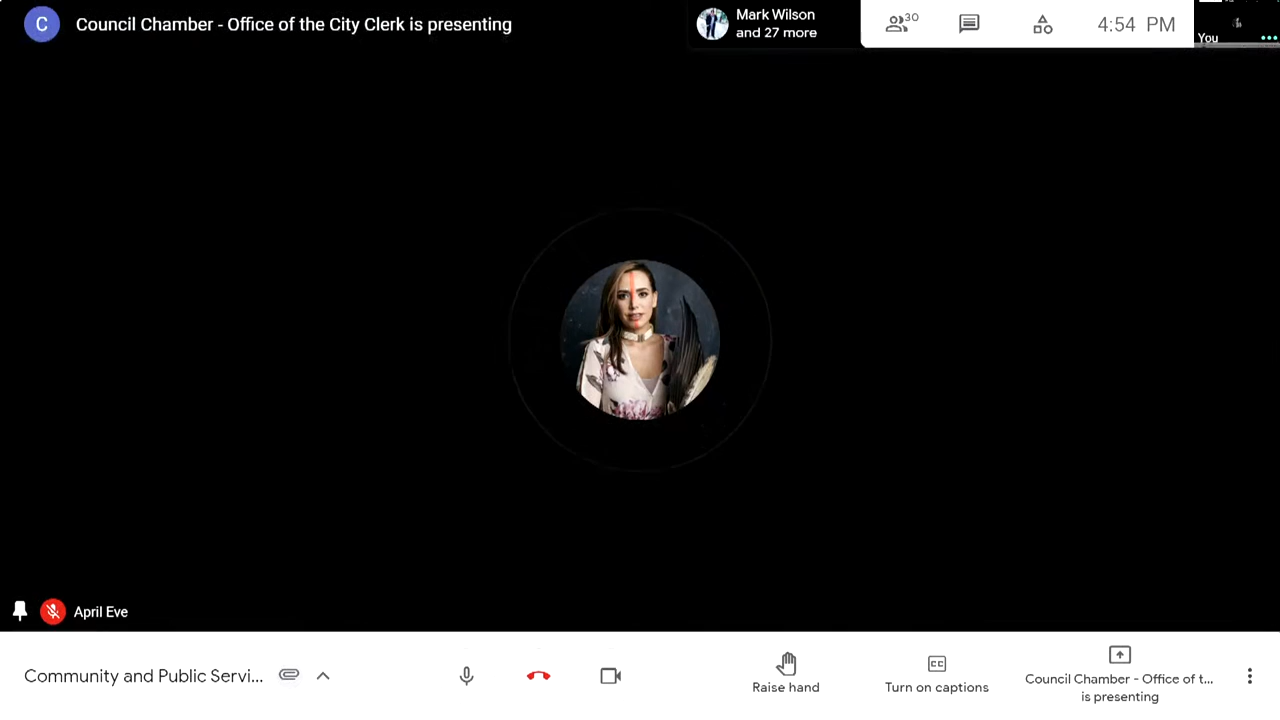 C
Council Chamber - Office of the City Clerk is presenting
Mark Wilson
and 27 more
30
4:54 PM
You
April Eve
Community and Public Servi...
Raise hand
CC
Turn on captions
Council Chamber - Office of t...
is presenting